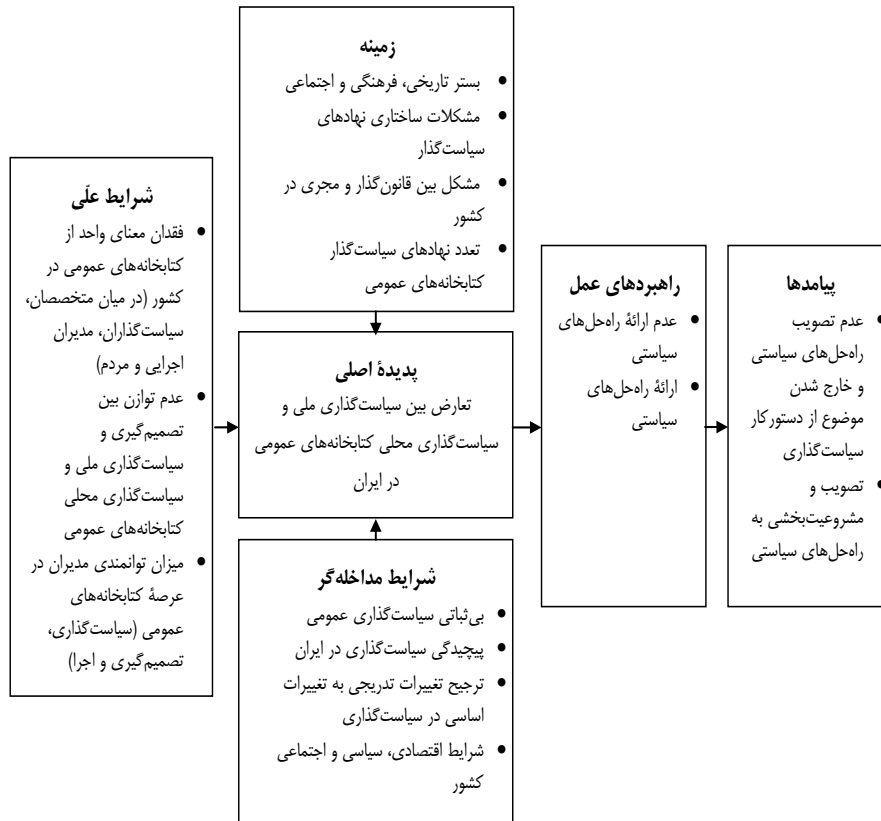 زمینه
• بستر تاریخی، فرهنگی و اجتماعی
• مشکلات ساختاری نهادهای
سیاست‌گذار
• مشکل بین قانون‌گذار و مجری در
کشور
• تعدد نهادهای سیاست‌گذار
کتابخانه‌های عمومی
شرایط علّی
• فقدان معنای واحد از
کتابخانه‌های عمومی در
کشور (در میان متخصصان،
سیاست‌گذاران، مدیران
اجرایی و مردم)
• عدم توازن بین
تصمیم‌گیری و
سیاست‌گذاری ملی و
سیاست‌گذاری محلی
کتابخانه‌های عمومی
• میزان توانمندی مدیران در
عرصۀ کتابخانه‌های
عمومی (سیاست‌گذاری،
تصمیم‌گیری و اجرا)
پدیدۀ اصلی
تعارض بین سیاست‌گذاری ملی و
سیاست‌گذاری محلی کتابخانه‌های عمومی
در ایران
شرایط مداخله‌گر
• بی‌ثباتی سیاست‌گذاری عمومی
• پیچیدگی سیاست‌گذاری در ایران
• ترجیح تغییرات تدریجی به تغییرات
اساسی در سیاست‌گذاری
• شرایط اقتصادی، سیاسی و اجتماعی
کشور
راهبردهای عمل
• عدم ارائۀ راه‌حل‌های
سیاستی
• ارائۀ راه‌حل‌های
سیاستی
پیامدها
• عدم تصویب
راه‌حل‌های سیاستی
و خارج شدن
موضوع از دستورکار
سیاست‌گذاری
• تصویب و
مشروعیت‌بخشی به
راه‌حل‌های سیاستی